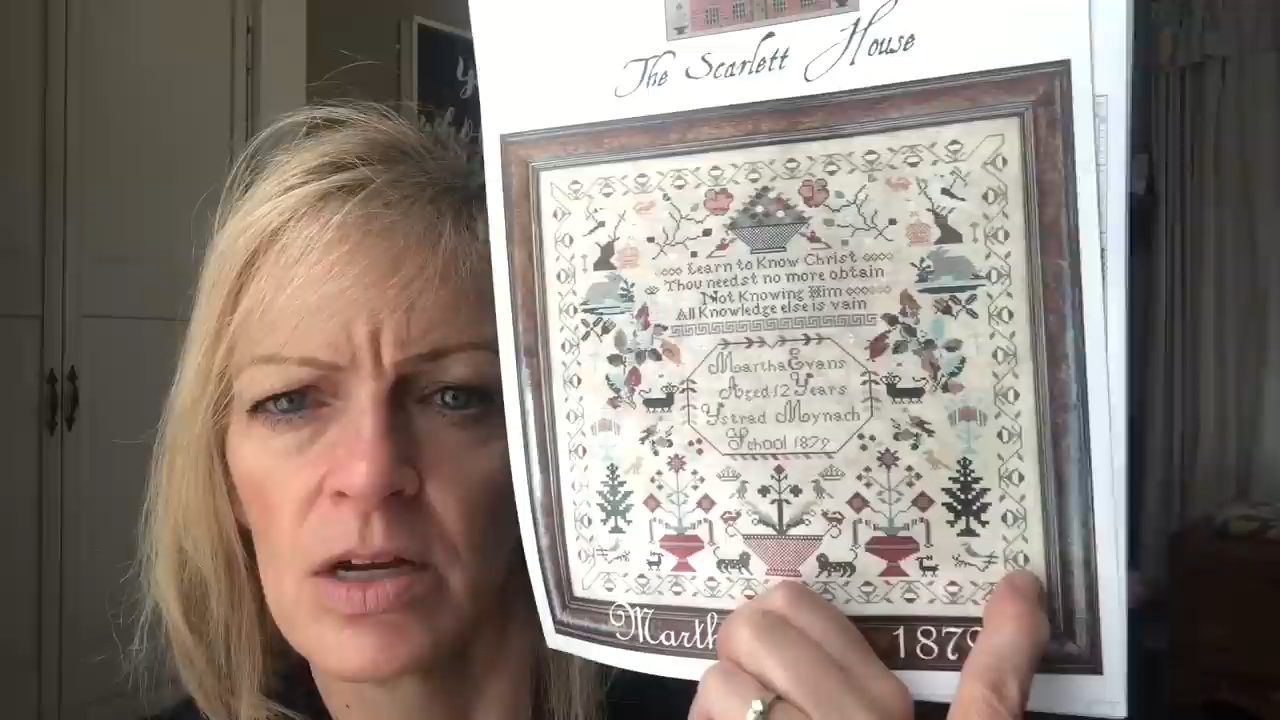 The Scarlett House
Learn to Know Christ
Thou needst no more obtain
Not Knowing Him
All Knowledge else is vain
Martha Evans
Aged 12 Years
Ystrad Moynach
School 1879
1879